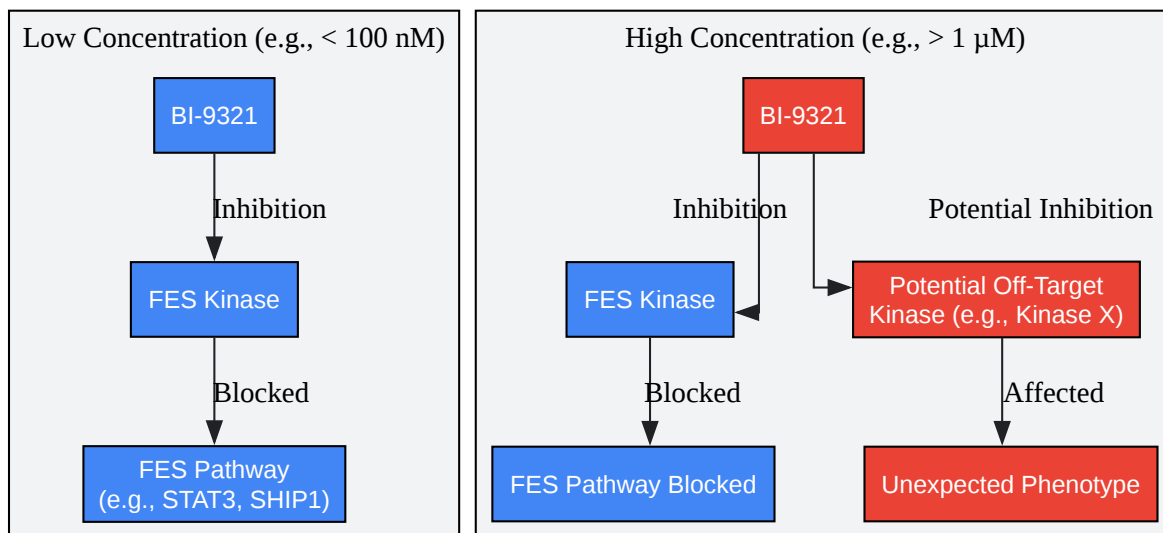 Low Concentration (e.g., < 100 nM)
BI-9321
Inhibition
FES Kinase
Blocked
FES Pathway
(e.g., STAT3, SHIP1)
High Concentration (e.g., > 1 µM)
BI-9321
Inhibition
Potential Inhibition
FES Kinase
Potential Off-Target
Kinase (e.g., Kinase X)
Blocked
Affected
FES Pathway Blocked
Unexpected Phenotype